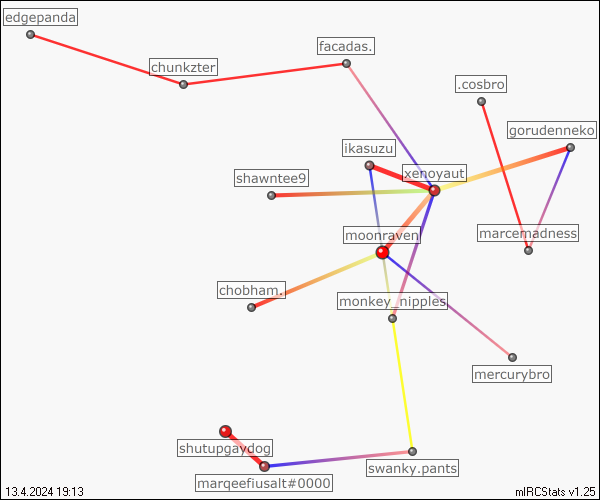 edgepanda
facadas.
chunkzter
.cosbro
gorudenneko
ikasuzu
xenoyaut
shawntee9
moonravenl
marcemadness
chobham.
monkey_nipples
mercurybro
shutupgaydog
swanky.pants
marqeefiusalt#0000
13.4.2024 19:13
mIRCStats v1.25